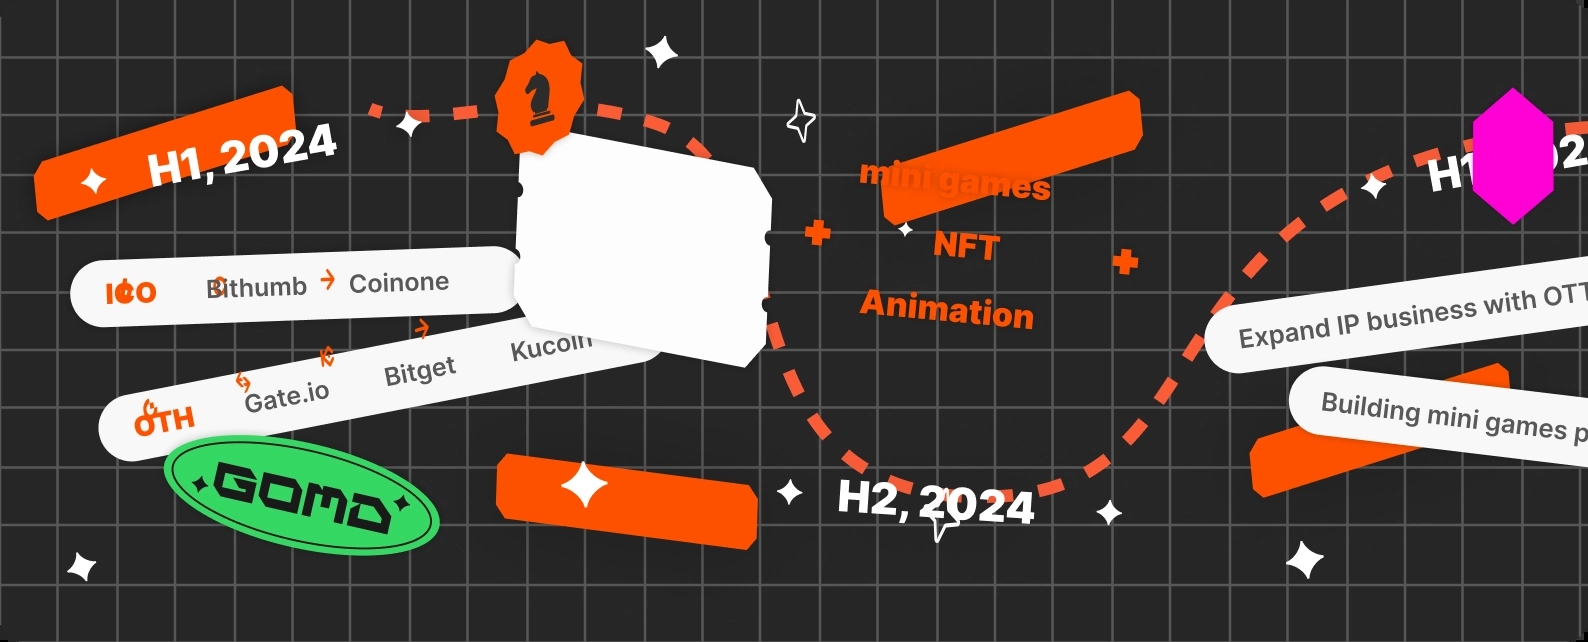 H1, 2024
ICO Bithumb → Coinone
OTH Gate.io Bitget Kucoin
GOMD
mini games
NFT
Animation
H2, 2024
Expand IP business with OTT
Building mini games